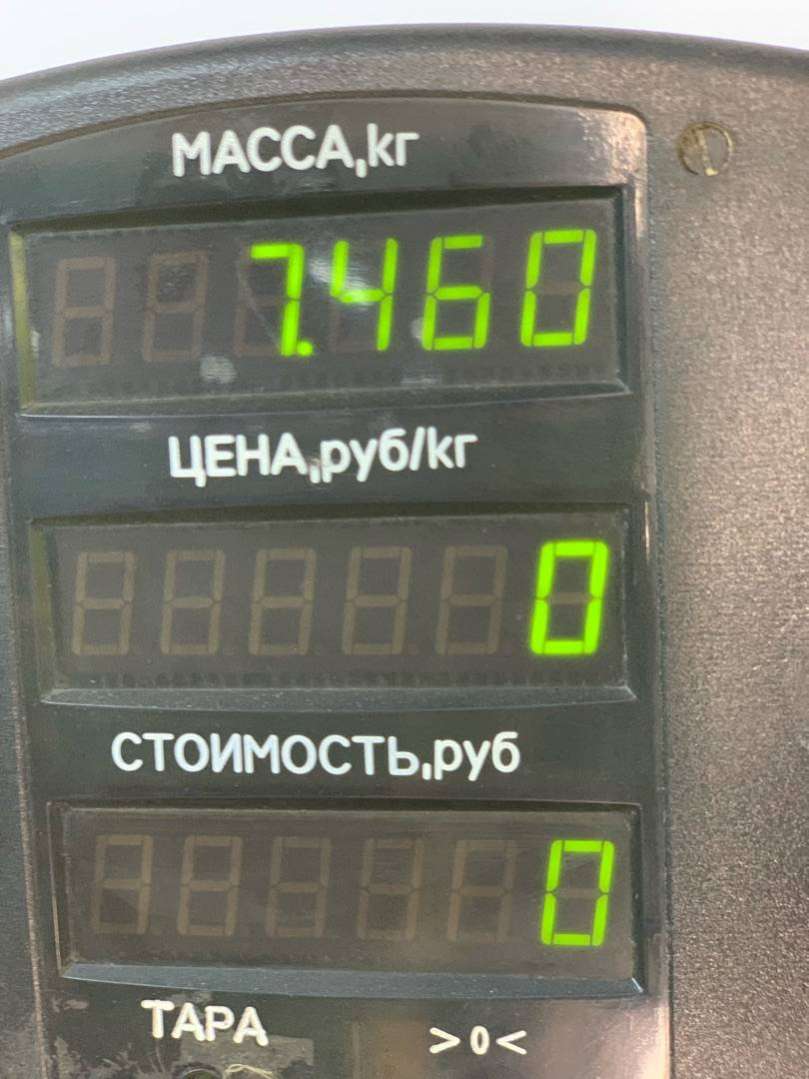 МАССА,кг
7.460
ЦЕНА,руб/кг
0
СТОИМОСТЬ,руб
0
ТАРА >0<